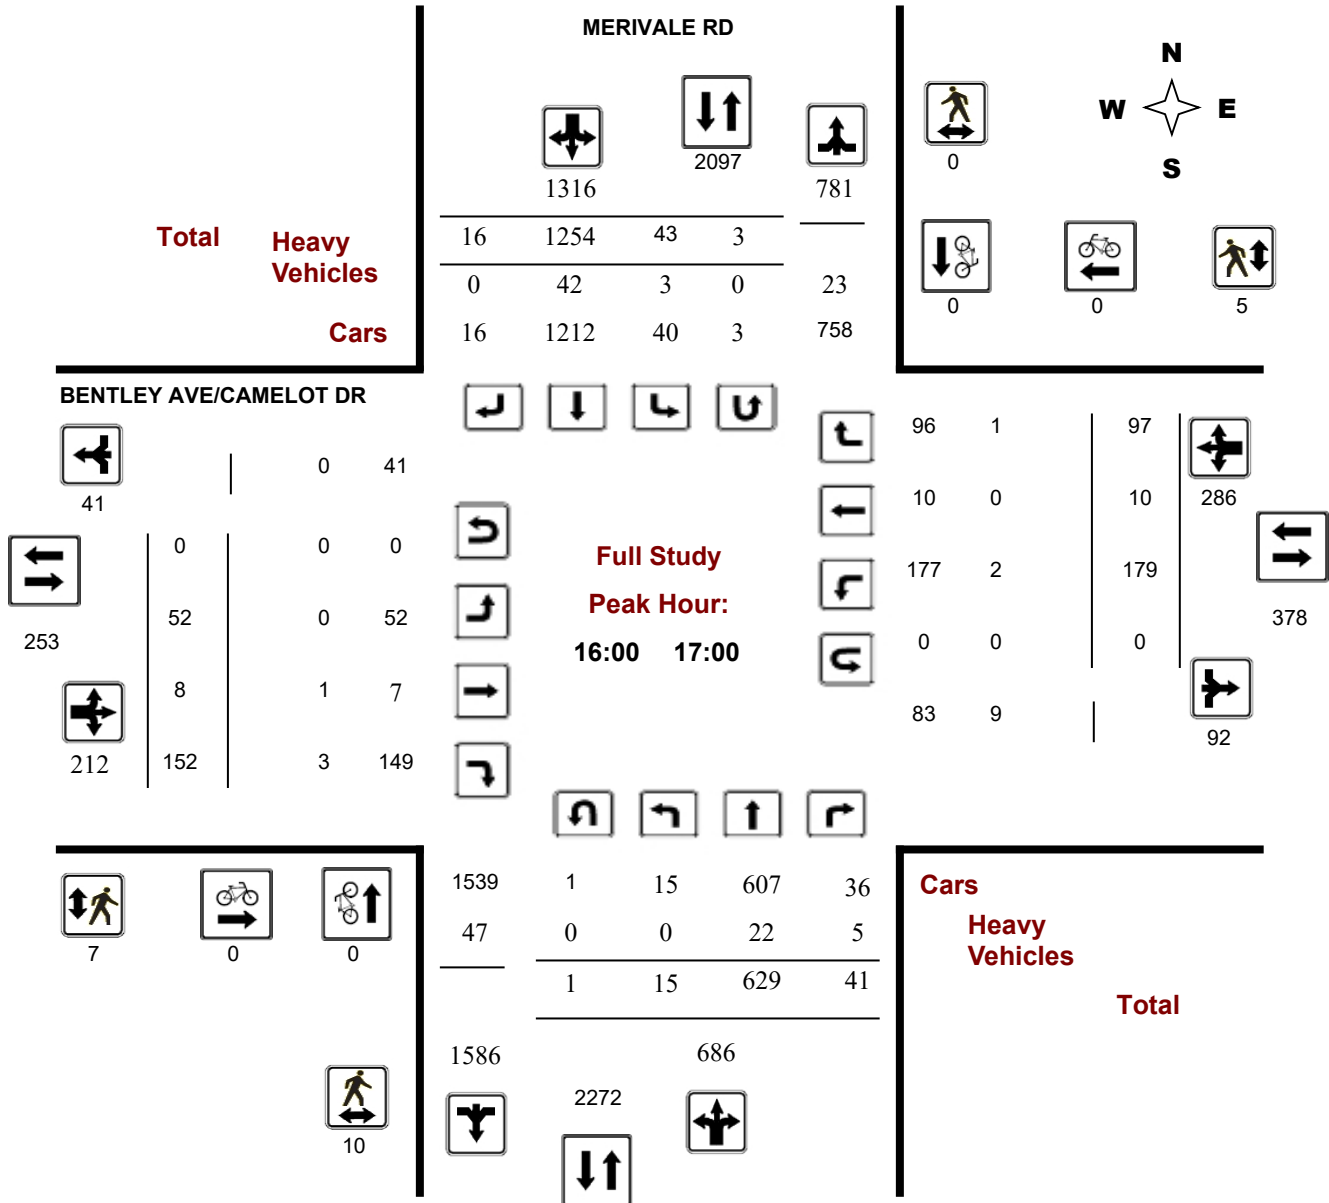 MERIVALE RD
N
W E
S
2097
0
1316
781
Total
Heavy
Vehicles
16 1254 43 3
0 42 3 0 23
Cars
16 1212 40 3 758
0 0 5
BENTLEY AVE/CAMELOT DR
96 1 97
0 41
41
10 0 10 286
0 0 0
Full Study
177 2 179
52 0 52
Peak Hour:
378
253
16:00 17:00
0 0 0
8 1 7
83 9
92
212 152 3 149
1539 1 15 607 36
Cars
47 0 0 22 5
Heavy
Vehicles
7 0 0
1 15 629 41
Total
1586 686
2272
10